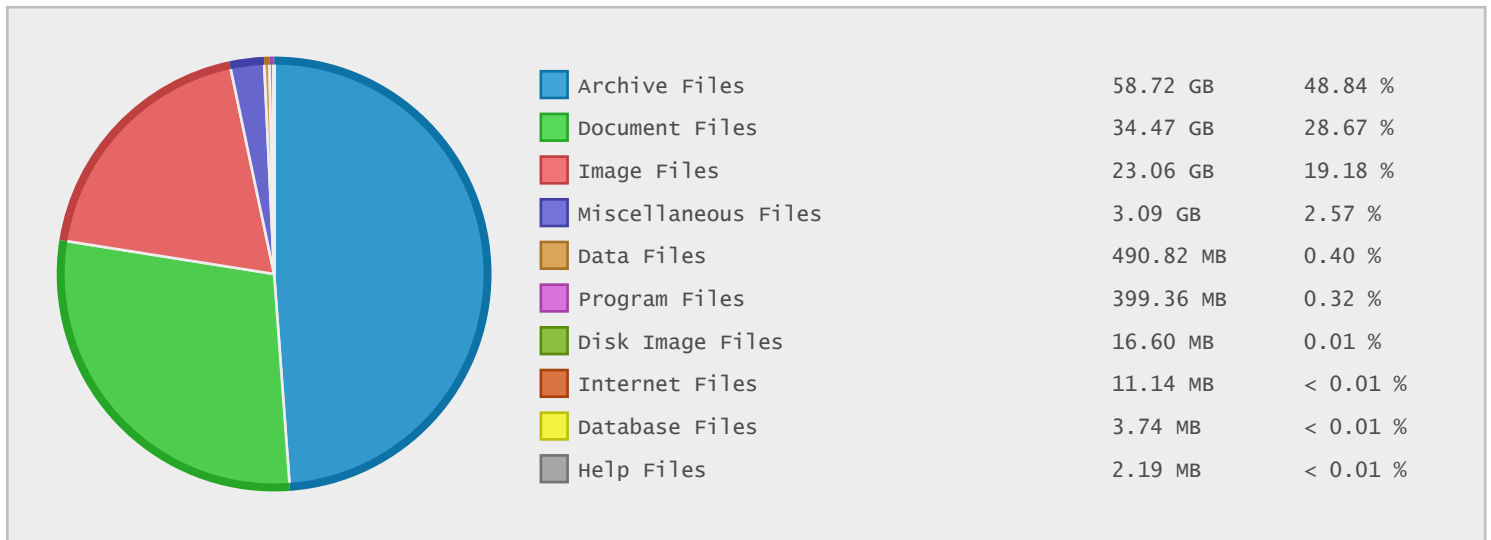 Archive Files 58.72 GB 48.84 %
Document Files 34.47 GB 28.67 %
Image Files 23.06 GB 19.18 %
Miscellaneous Files 3.09 GB 2.57 %
Data Files 490.82 MB 0.40 %
Program Files 399.36 MB 0.32 %
Disk Image Files 16.60 MB 0.01 %
Internet Files 11.14 MB < 0.01 %
Database Files 3.74 MB < 0.01 %
Help Files 2.19 MB < 0.01 %